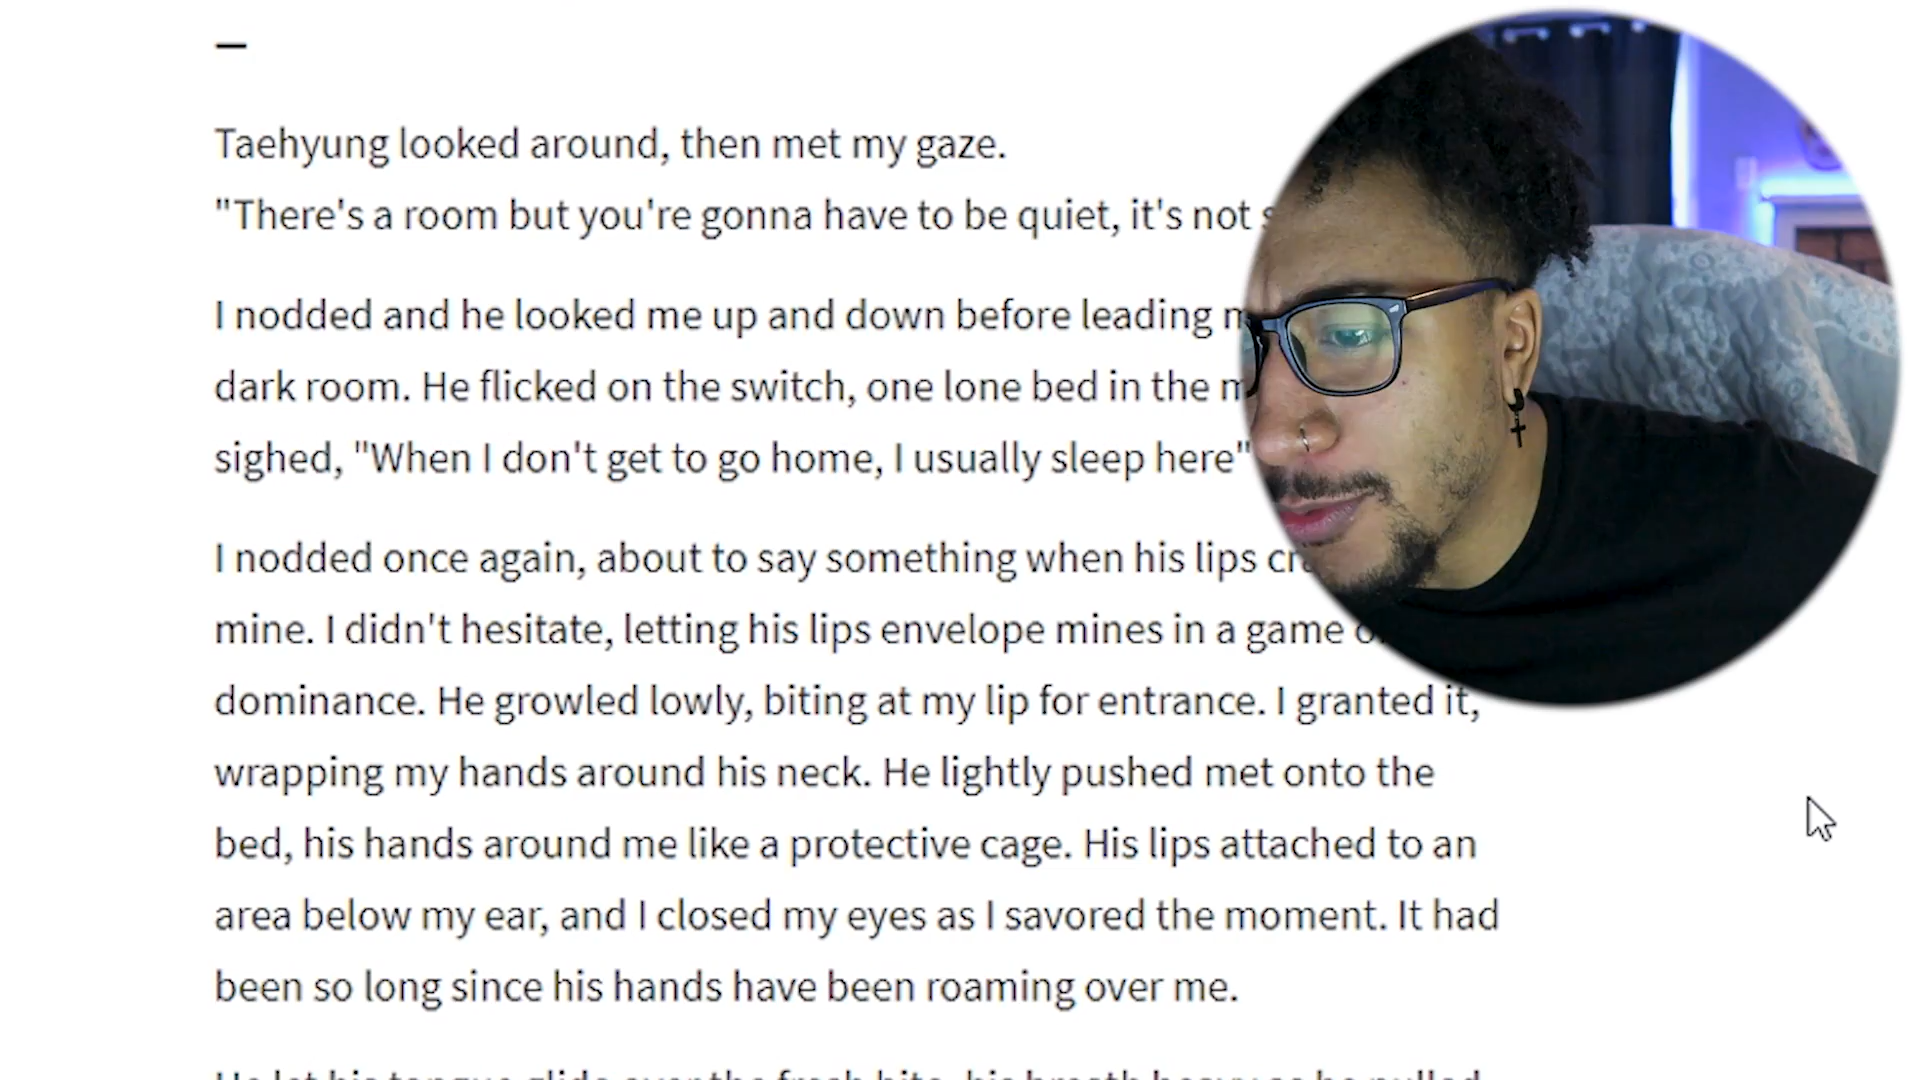 Taehyung looked around, then met my gaze.
"There's a room but you're gonna have to be quiet, it's not
I nodded and he looked me up and down before leading
dark room. He flicked on the switch, one lone bed in the
sighed, "When I don't get to go home, I usually sleep here"
I nodded once again, about to say something when his lips
mine. I didn't hesitate, letting his lips envelope mines in a game
dominance. He growled lowly, biting at my lip for entrance. I granted it,
wrapping my hands around his neck. He lightly pushed met onto the
bed, his hands around me like a protective cage. His lips attached to an
area below my ear, and I closed my eyes as I savored the moment. It had
been so long since his hands have been roaming over me.